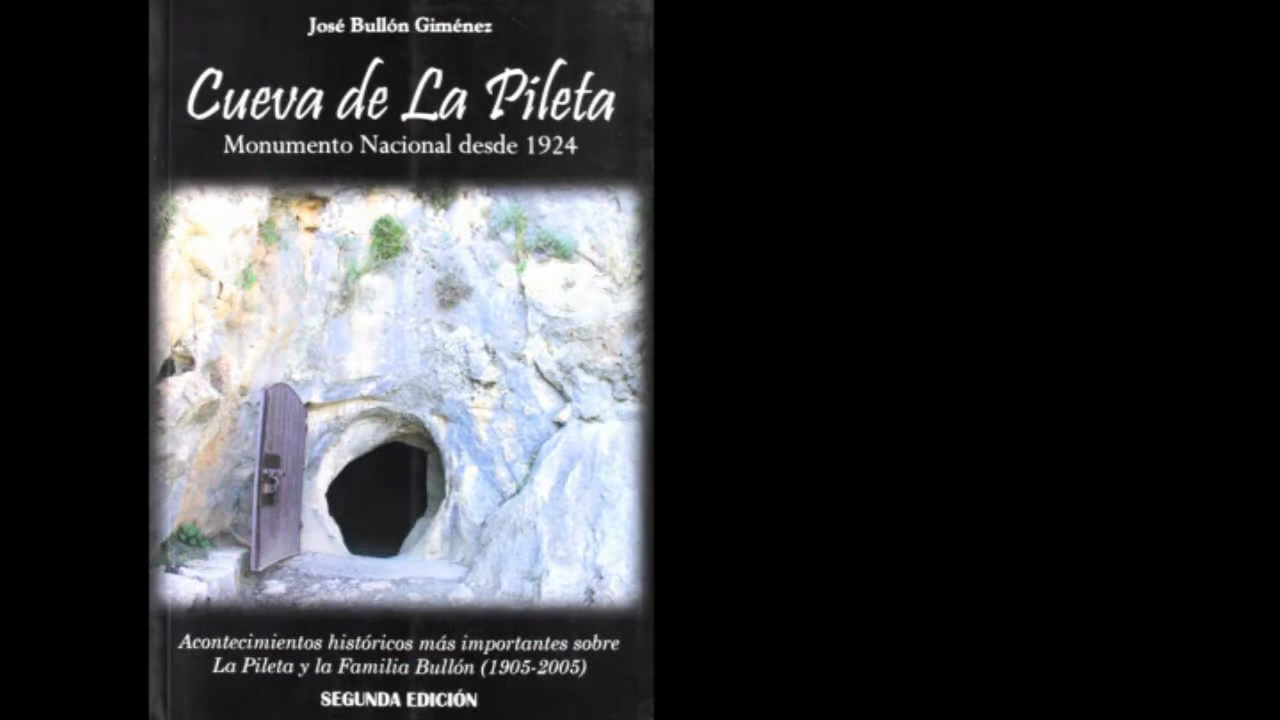 José Bullón Giménez
Cueva de La Pileta
Monumento Nacional desde 1924
Acontecimientos históricos más importantes sobre
La Pileta y la Familia Bullón (1905-2005)
SEGUNDA EDICIÓN